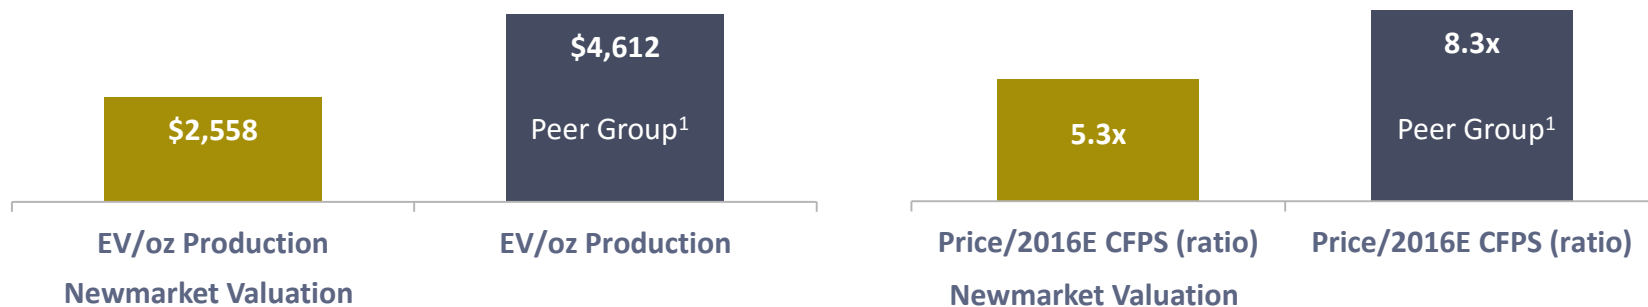 $2,558
$4,612
Peer Group¹
EV/oz Production
Newmarket Valuation
EV/oz Production
5.3x
8.3x
Peer Group¹
Price/2016E CFPS (ratio)
Newmarket Valuation
Price/2016E CFPS (ratio)